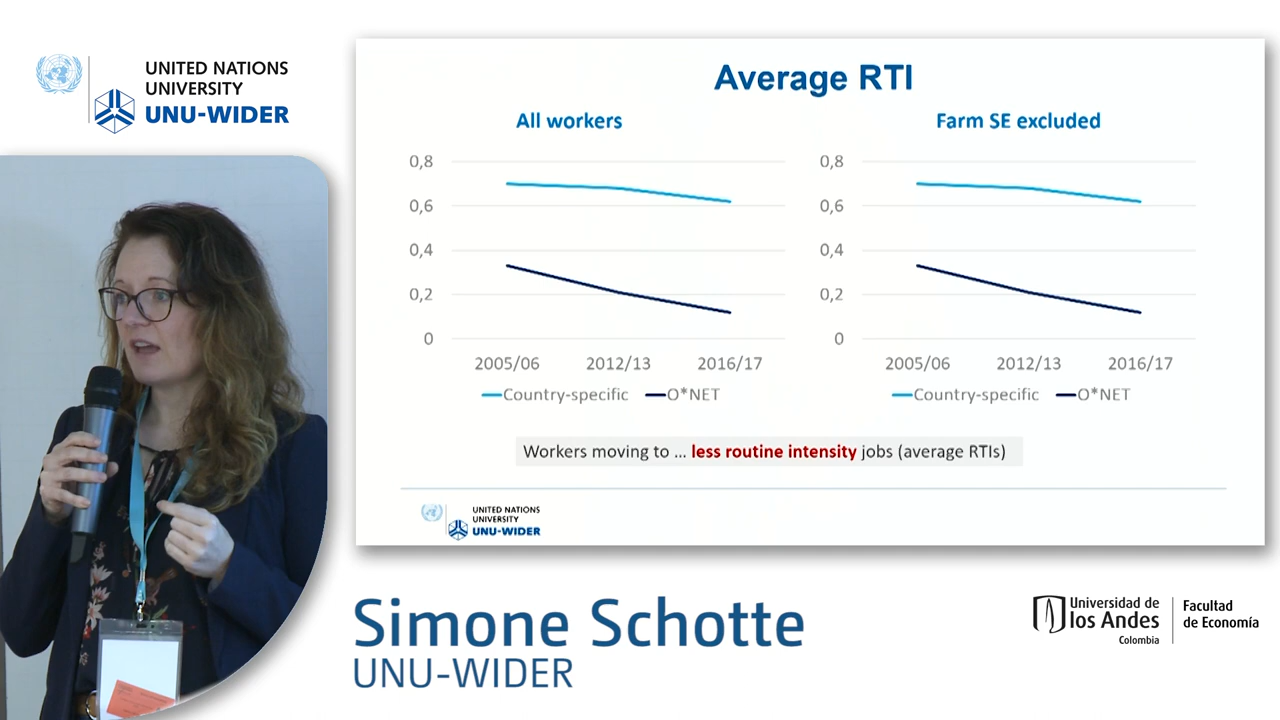 UNITED NATIONS
UNIVERSITY
UNU-WIDER
Average RTI
All workers
0,8
0,6
0,4
0,2
0
2005/06 2012/13 2016/17
Country-specific O*NET
Farm SE excluded
0,8
0,6
0,4
0,2
0
2005/06 2012/13 2016/17
Country-specific O*NET
Workers moving to ... less routine intensity jobs (average RTIs)
UNITED NATIONS
UNIVERSITY
UNU-WIDER
Simone Schotte
UNU-WIDER
Universidad de
los Andes
Colombia
Facultad
de Economía